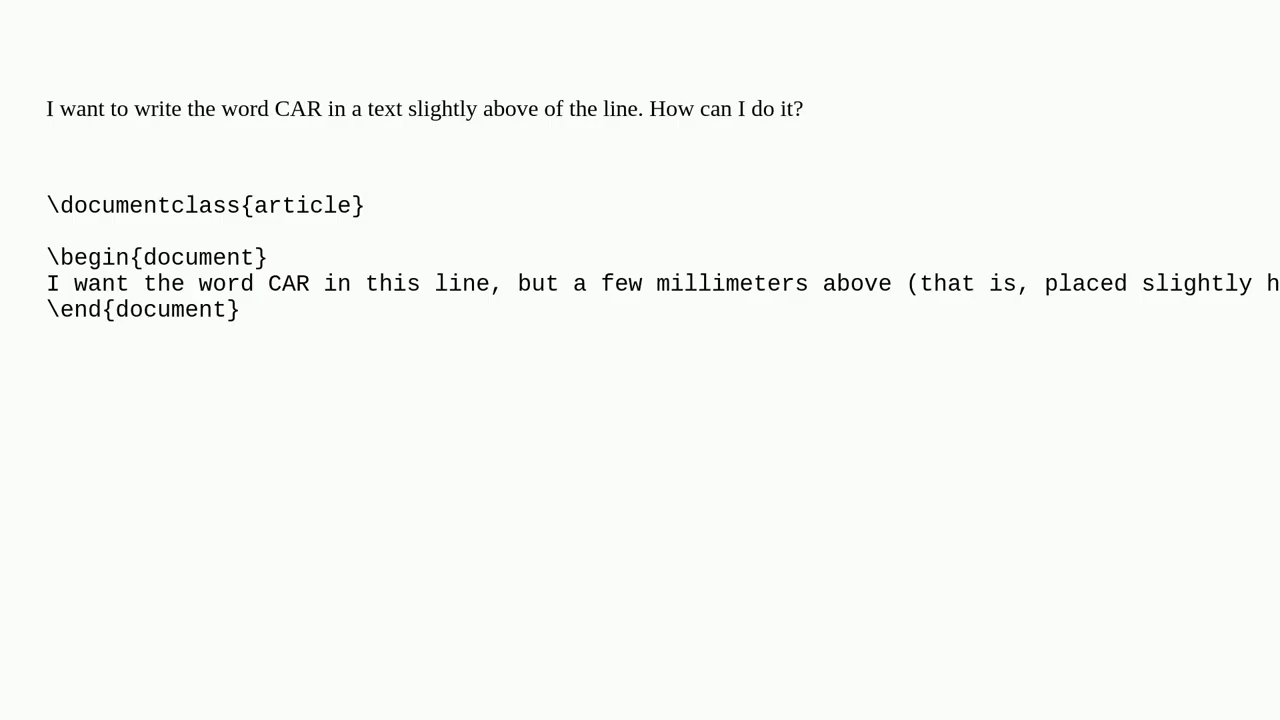 I want to write the word CAR in a text slightly above of the line. How can I do it?
\documentclass{article}
\begin{document}
I want the word CAR in this line, but a few millimeters above (that is, placed slightly h
\end{document}